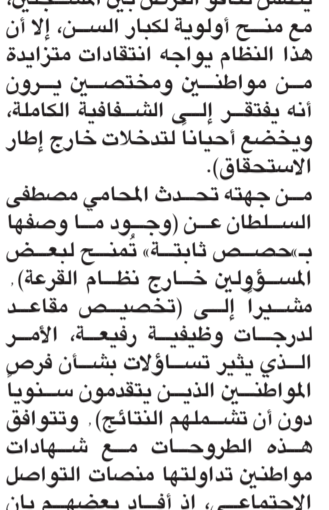 يضمن تكافؤ الفرص بين المسجلين،
مع منح أولوية لكبار السن، إلا أن
هذا النظام يواجه انتقادات متزايدة
من مواطنين ومختصين يرون
أنه يفتقر إلى الشفافية الكاملة،
ويخضع أحياناً لتدخلات خارج إطار
الاستحقاق).
من جهته تحدث المحامي مصطفى
السلطان عن (وجود ما وصفها
بـ»حصص ثابتة» تُمنح لبعض
المسؤولين خارج نظام القرعة)،
مشيراً إلى (تخصيص مقاعد
لدرجات وظيفية رفيعة، الأمر
الذي يثير تساؤلات بشأن فرص
المواطنين الذين يتقدمون سنوياً
دون أن تشملهم النتائج). وتتوافق
هذه الطروحات مع شهادات
مواطنين تداولتها منصات التواصل
الاجتماعي، إذ أفاد بعضهم بان